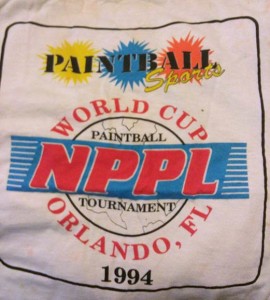 PAINTBALL
Sports
WORLD CUP
PAINTBALL
NPPL
TOURNAMENT
ORLANDO, FL
1994